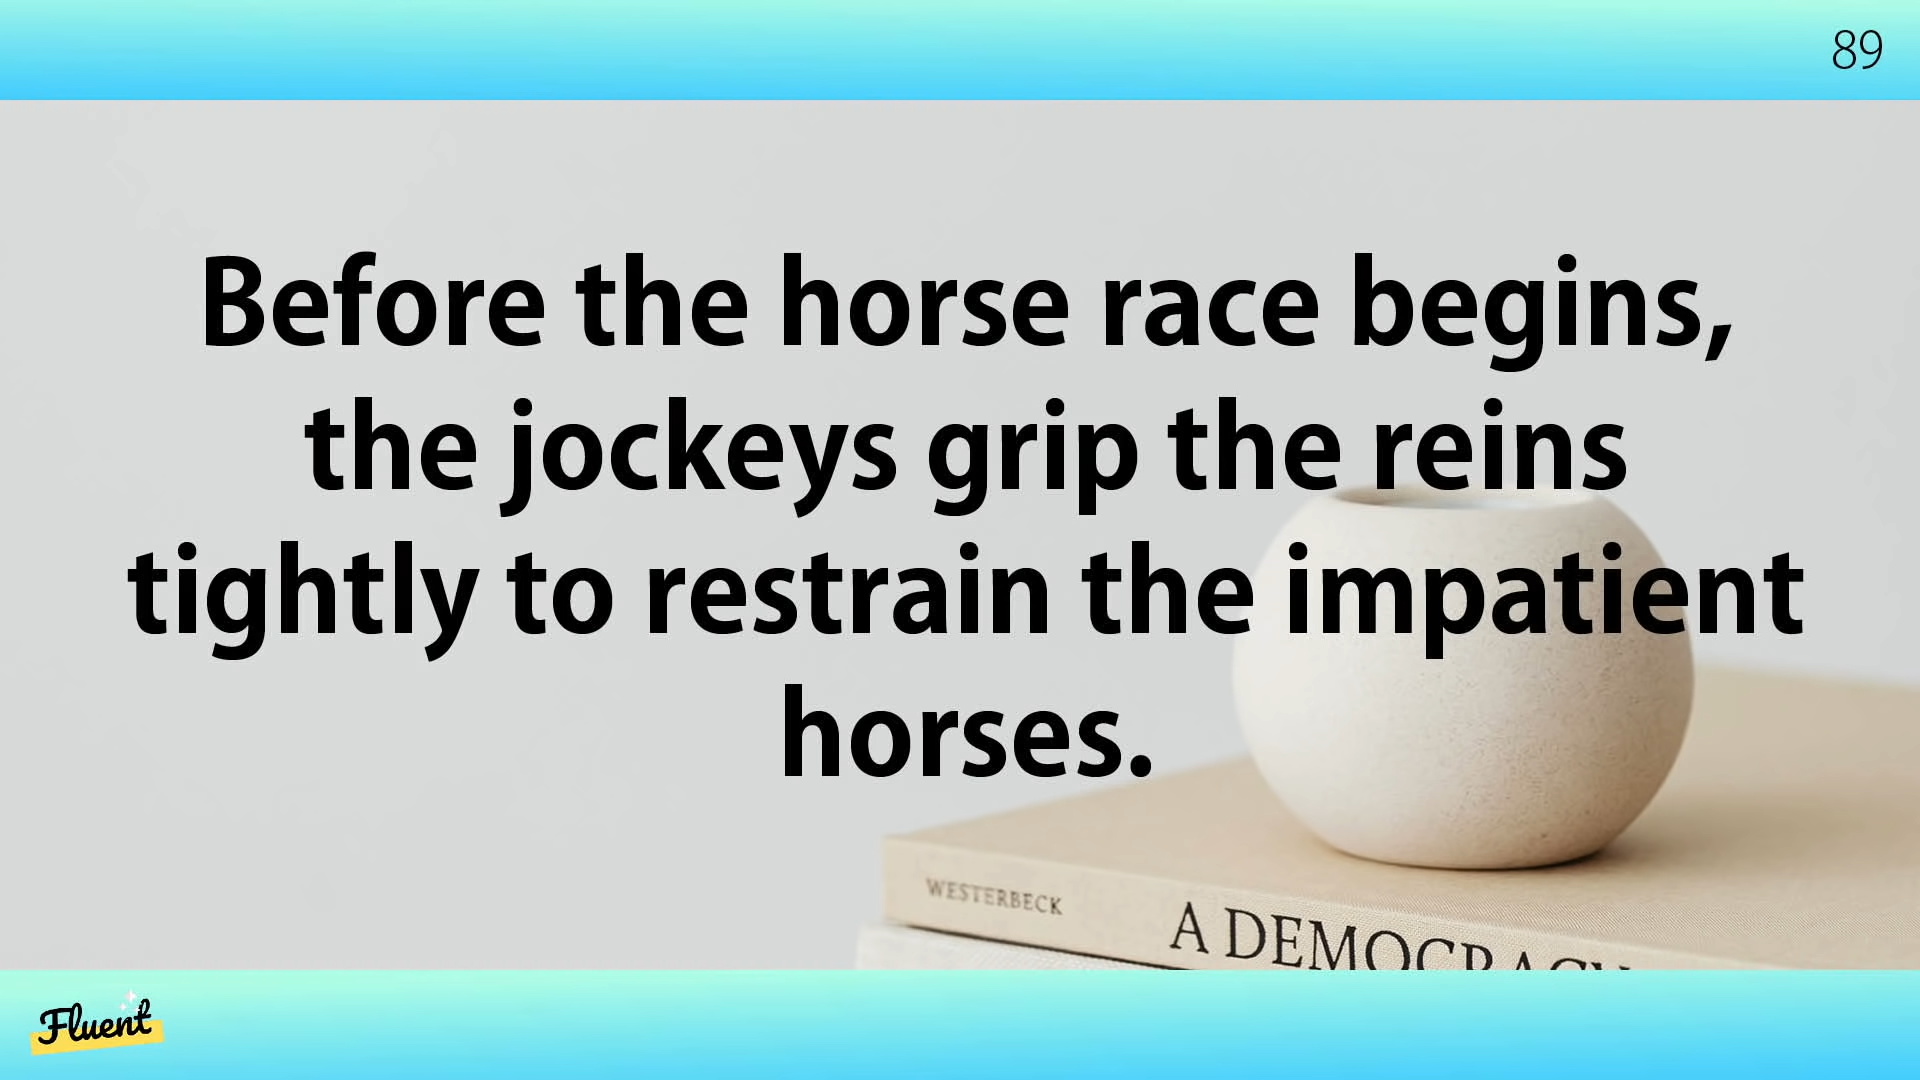 89
Before the horse race begins,
the jockeys grip the reins
tightly to restrain the impatient
horses.
WESTERBECK
A DEMOCRACY
Fluent